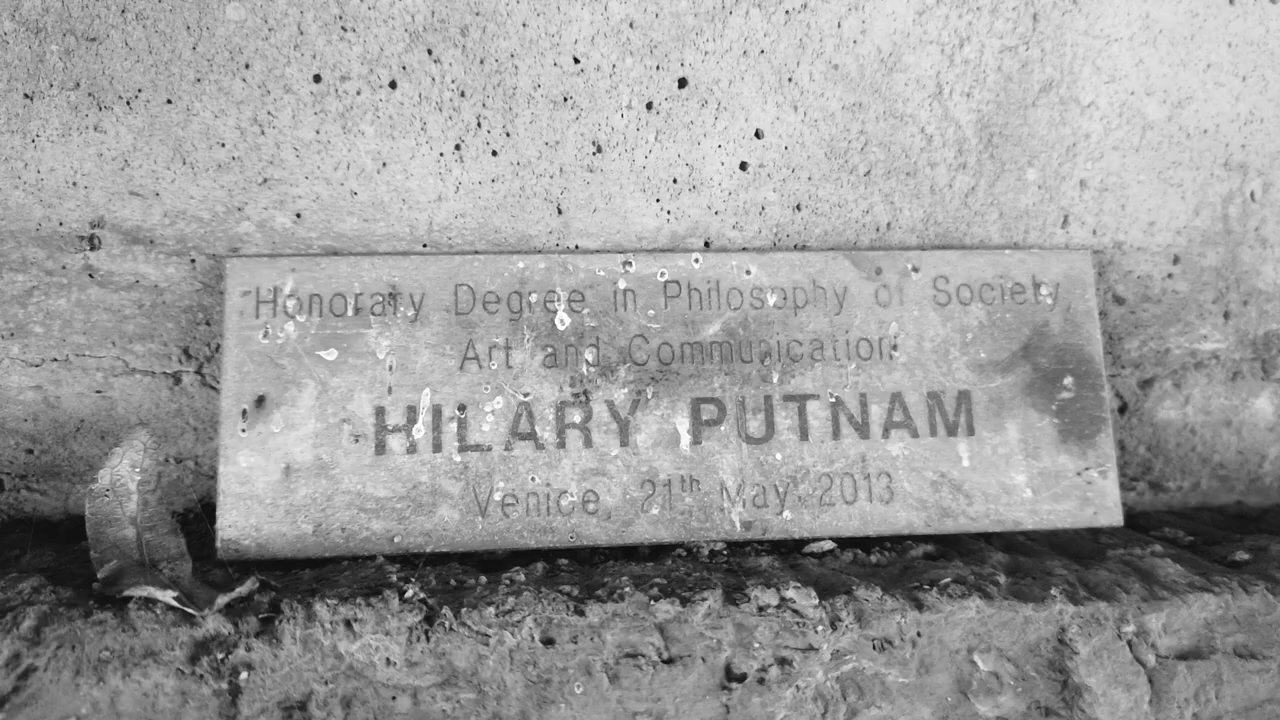 Honorary Degree in Philosophy of Society
Art and Communication
HILARY PUTNAM
Venice, 21th May, 2013